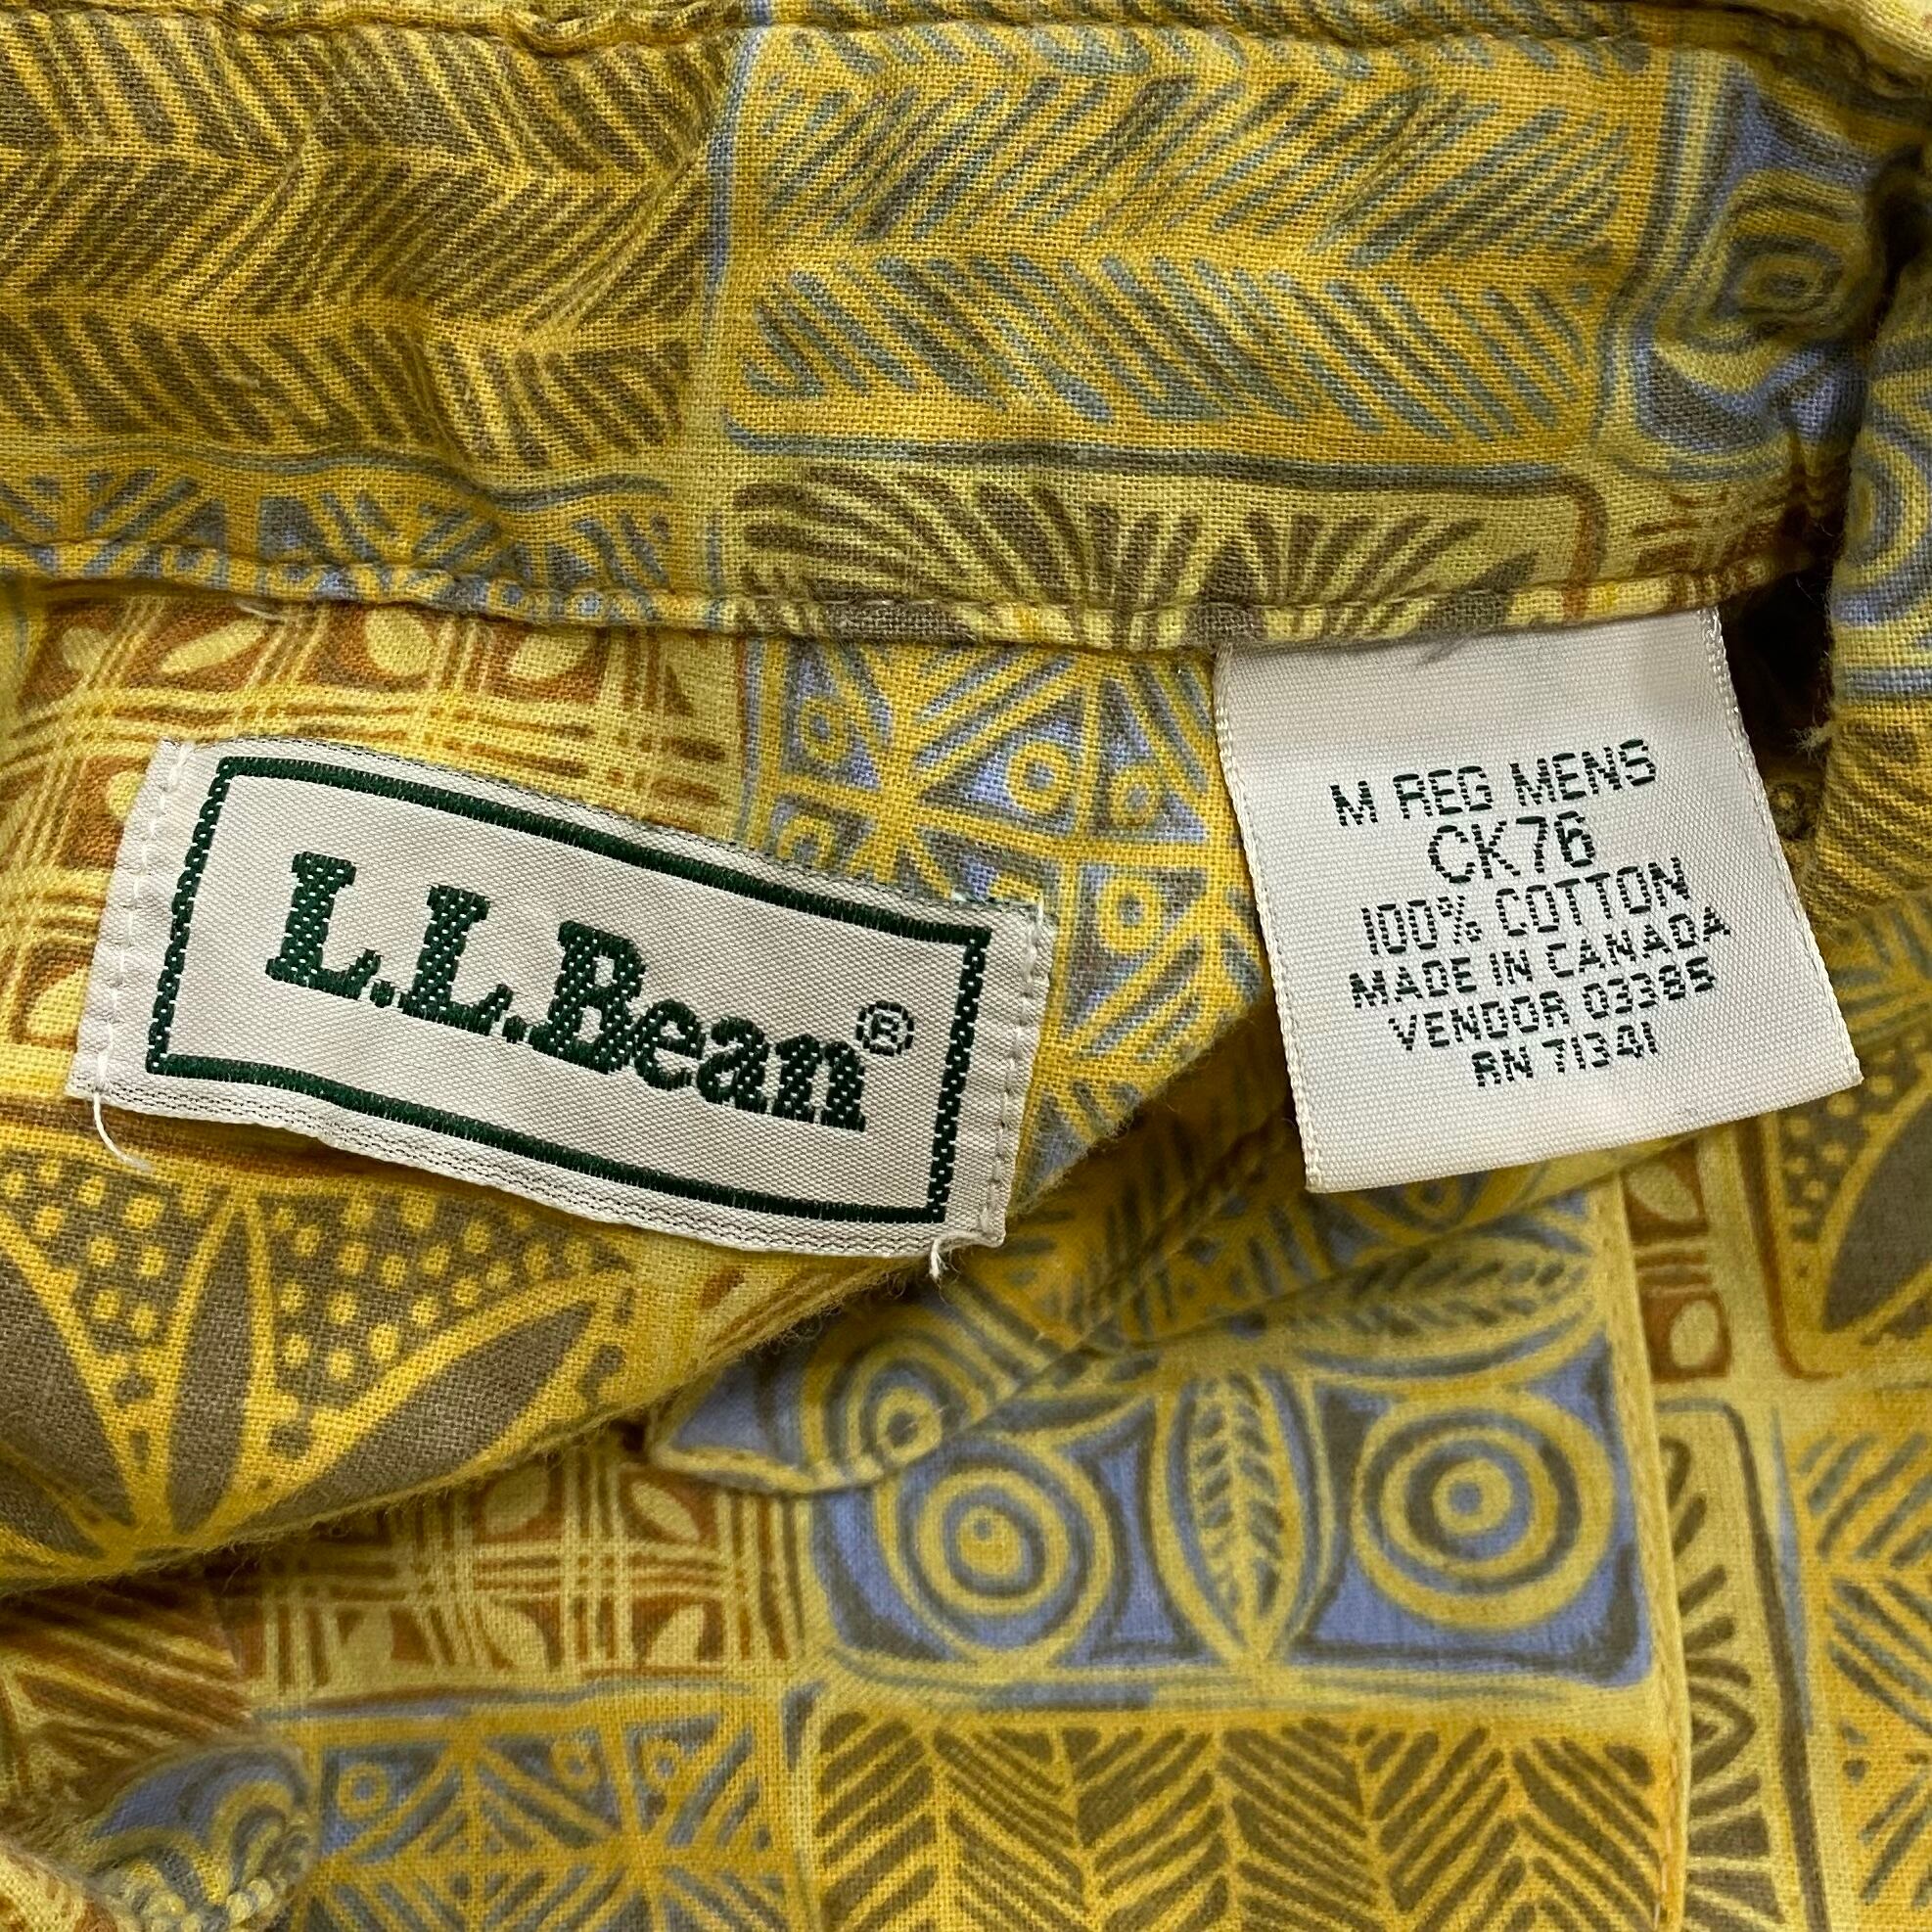 L.L.Bean®
M REG MENS
CK76
100% COTTON
MADE IN CANADA
VENDOR 03385
RN 71341